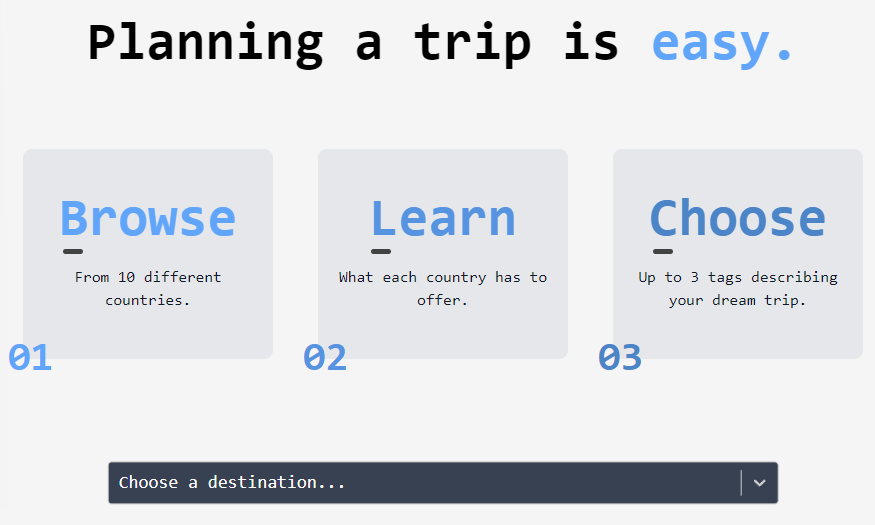 Planning a trip is easy.
Browse
From 10 different
countries.
01
Learn
What each country has to
offer.
02
Choose
Up to 3 tags describing
your dream trip.
03
Choose a destination...